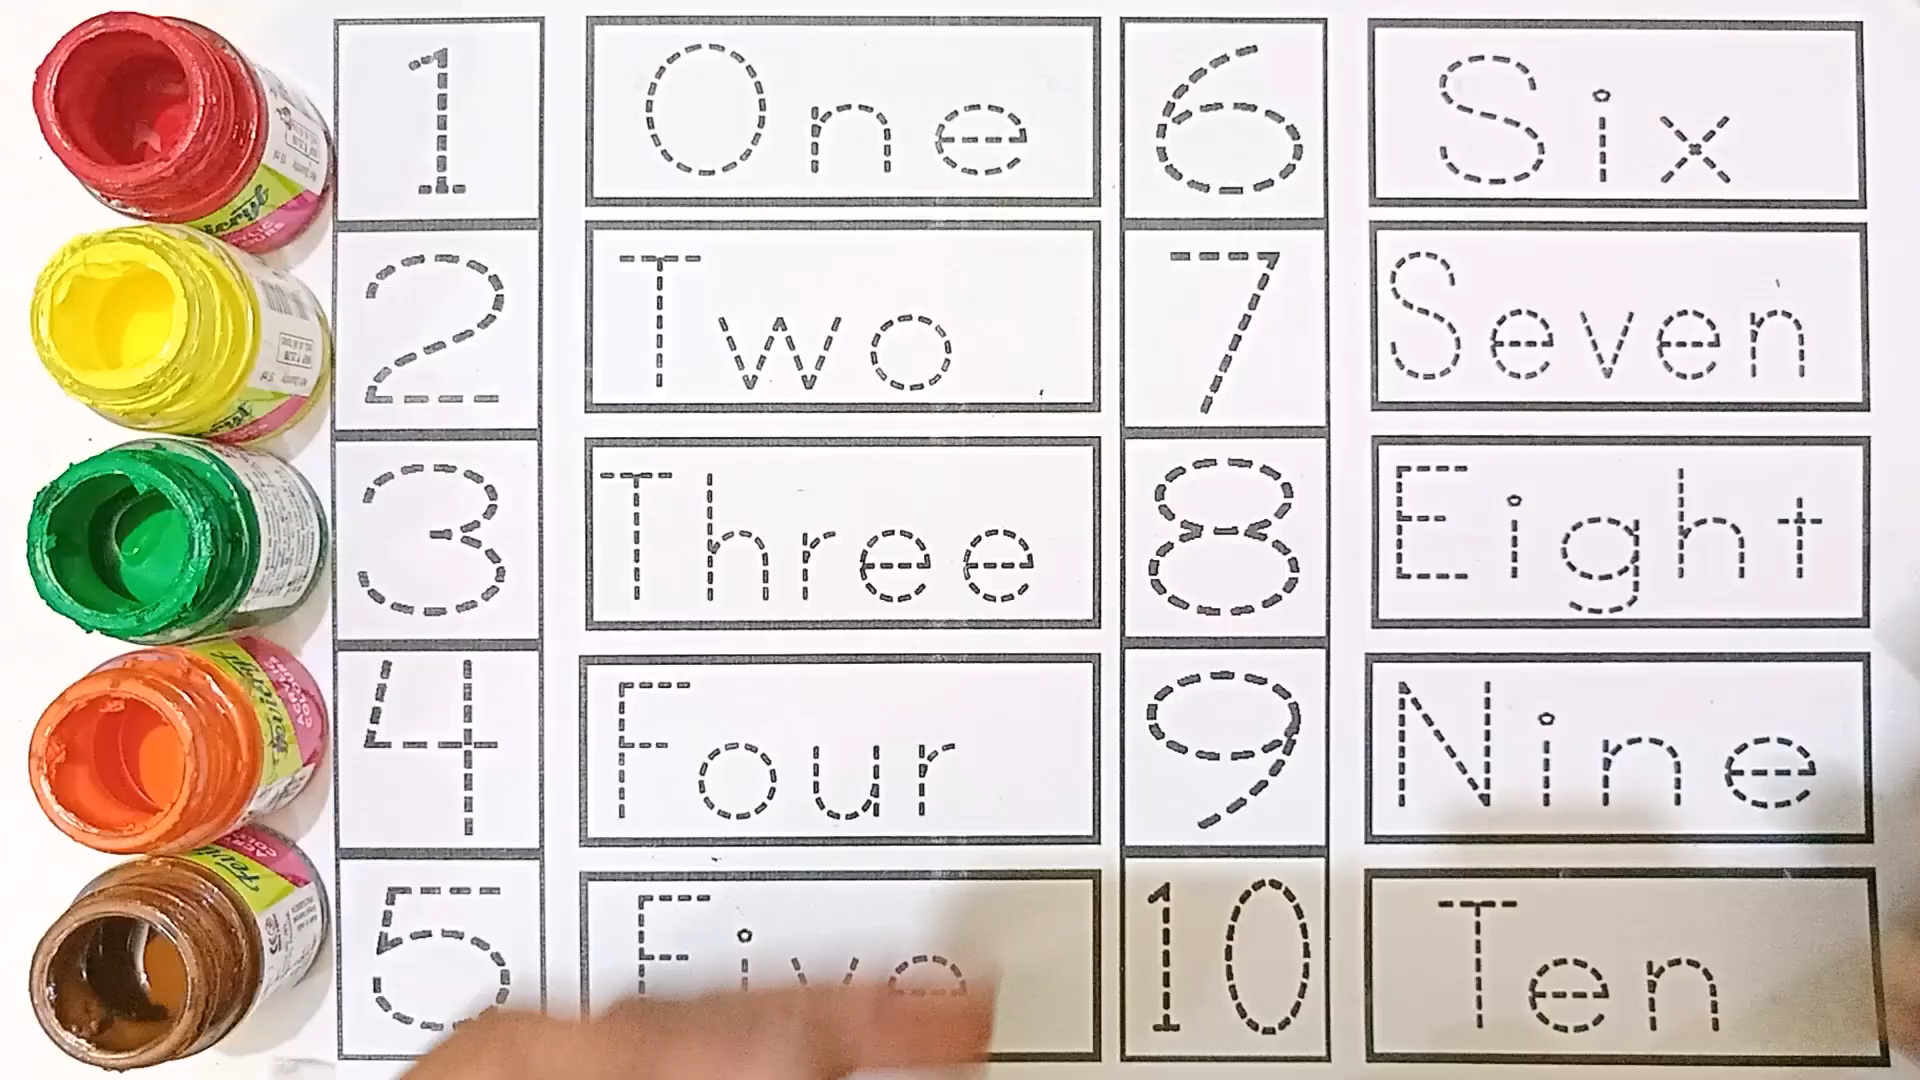 1 One 6 Six
2 Two 7 Seven
3 Three 8 Eight
4 Four 9 Nine
5 Five 10 Ten